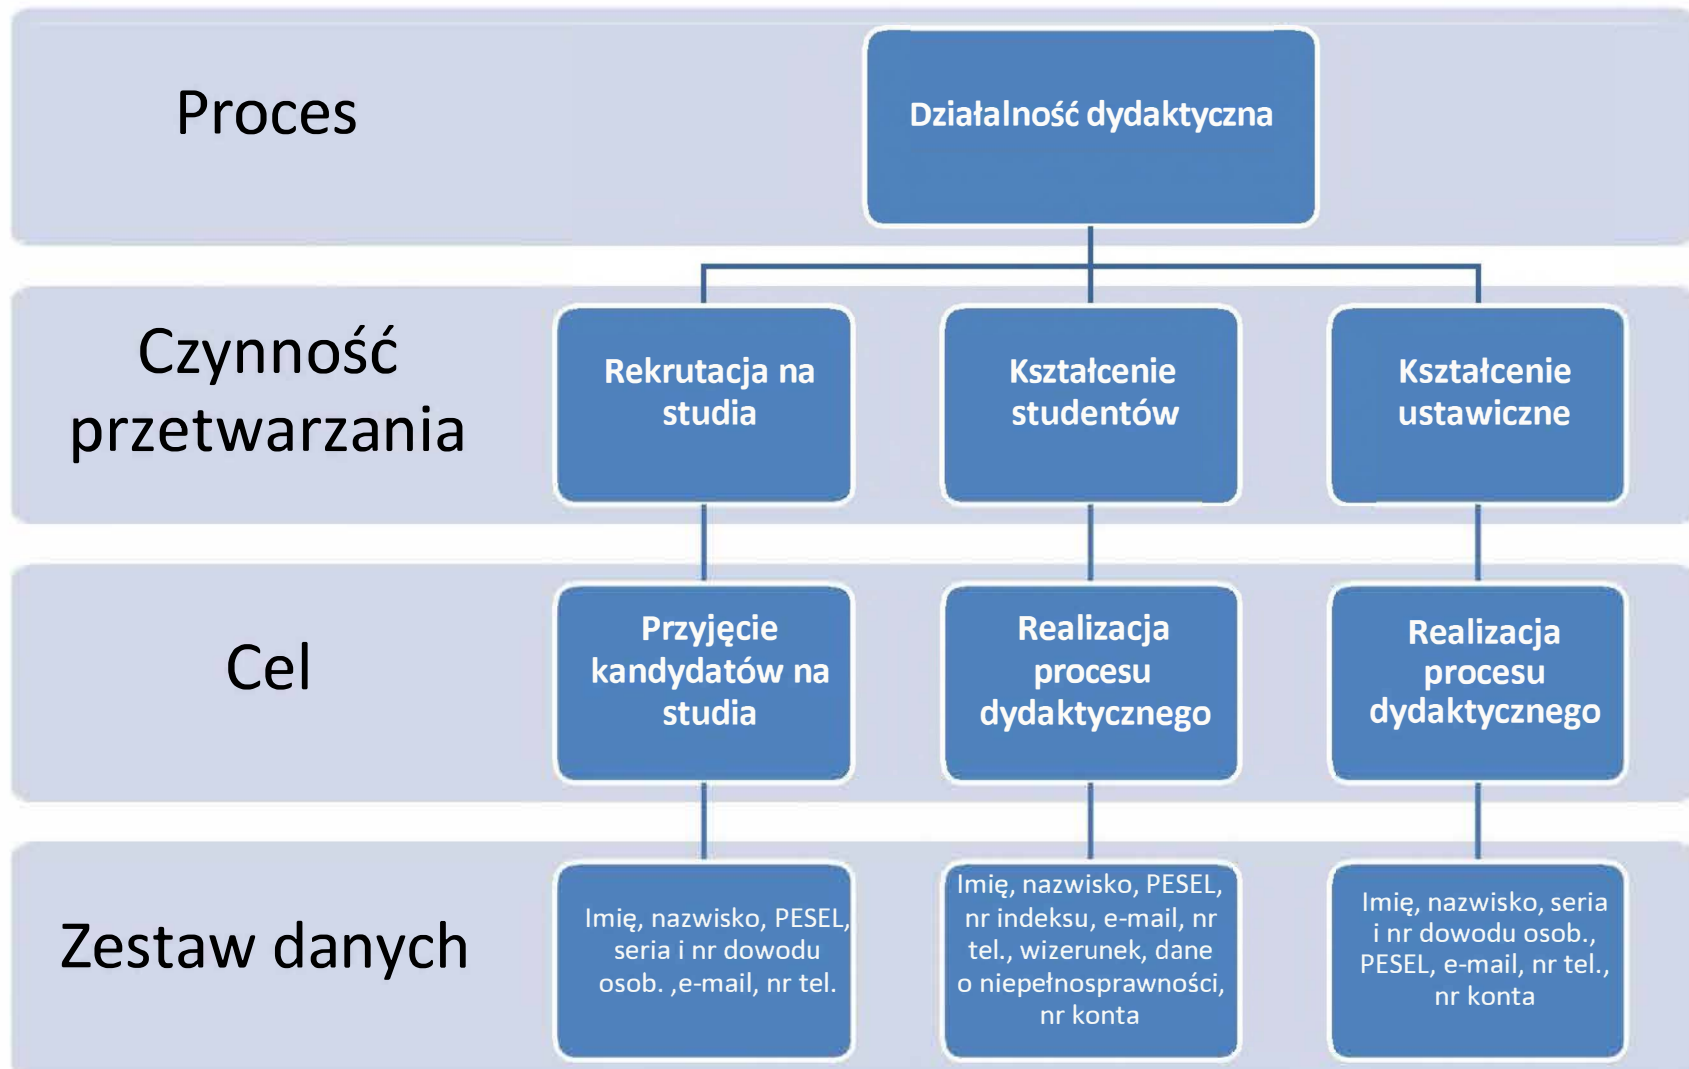 Proces
Działalność dydaktyczna
Czynność
przetwarzania
Rekrutacja na
studia
Kształcenie
studentów
Kształcenie
ustawiczne
Cel
Przyjęcie
kandydatów na
studia
Realizacja
procesu
dydaktycznego
Realizacja
procesu
dydaktycznego
Zestaw danych
Imię, nazwisko, PESEL,
seria i nr dowodu
osob. ,e-mail, nr tel.
Imię, nazwisko, PESEL,
nr indeksu, e-mail, nr
tel., wizerunek, dane
o niepełnosprawności,
nr konta
Imię, nazwisko, seria
i nr dowodu osob.,
PESEL, e-mail, nr tel.,
nr konta